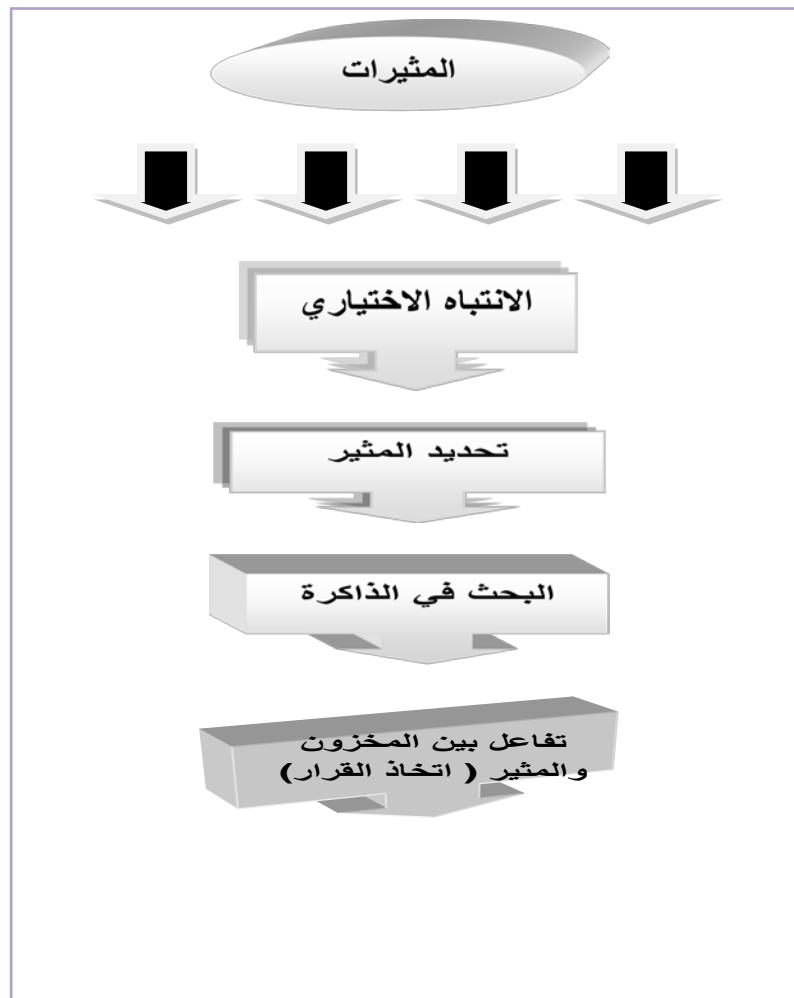 المثيرات
الانتباه الاختياري
تحديد المثير
البحث في الذاكرة
تفاعل بين المخزون
والمثير ( اتخاذ القرار)